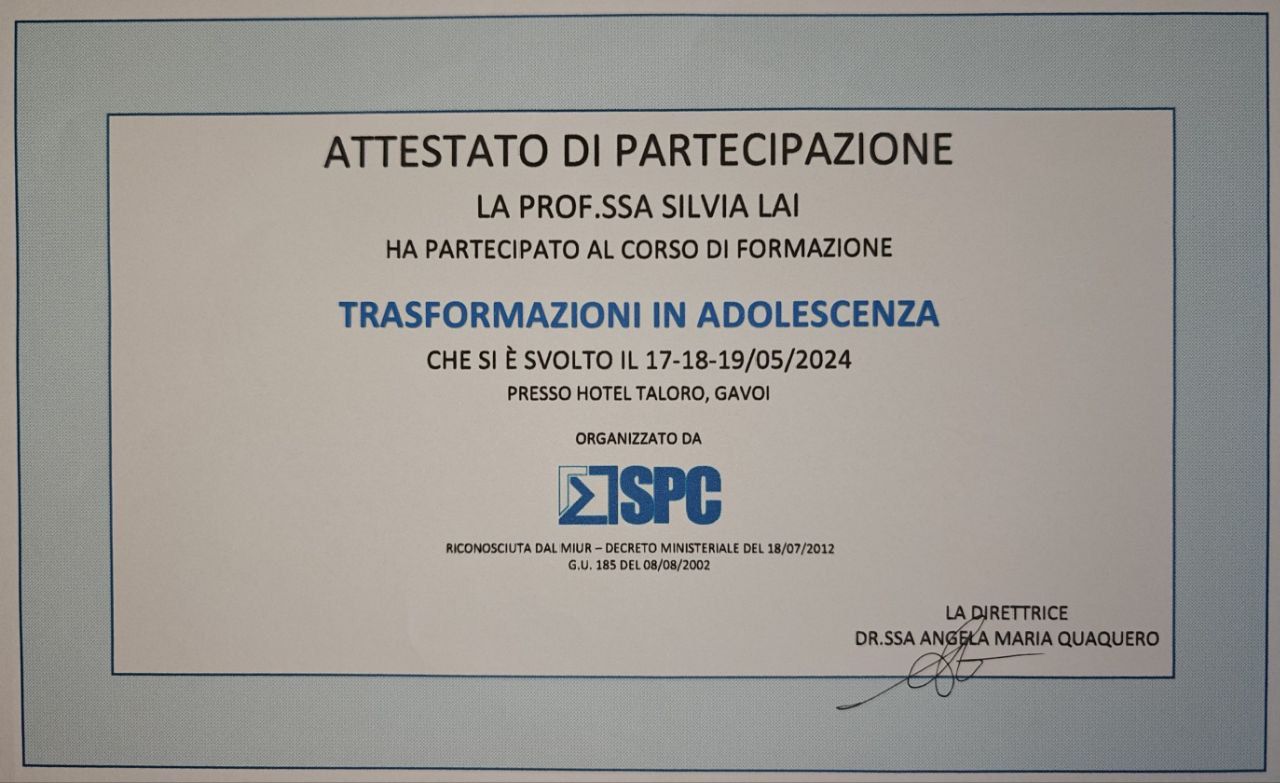 ATTESTATO DI PARTECIPAZIONE
LA PROF.SSA SILVIA LAI
HA PARTECIPATO AL CORSO DI FORMAZIONE
TRASFORMAZIONI IN ADOLESCENZA
CHE SI È SVOLTO IL 17-18-19/05/2024
PRESSO HOTEL TALORO, GAVOI
ORGANIZZATO DA
SPC
RICONOSCIUTA DAL MIUR – DECRETO MINISTERIALE DEL 18/07/2012
G.U. 185 DEL 08/08/2002
LA DIRETTRICE
DR.SSA ANGELA MARIA QUAQUERO